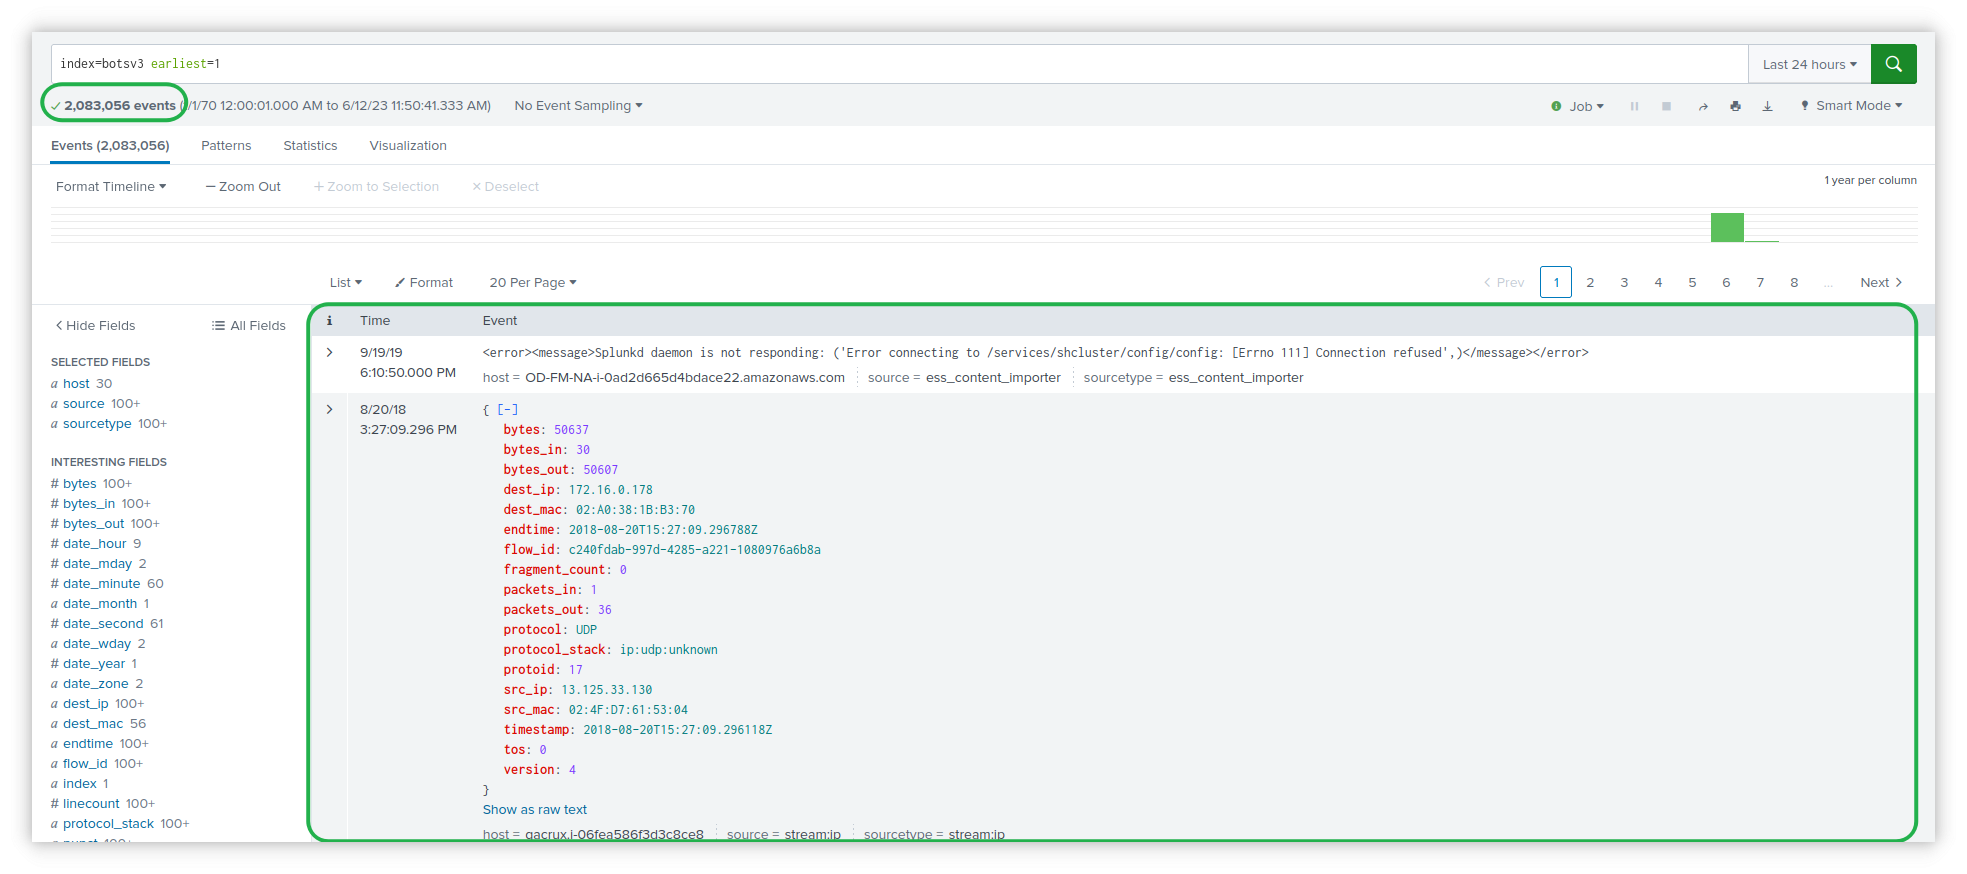 index=botsv3 earliest=1
Last 24 hours
2,083,056 events (/1/70 12:00:01.000 AM to 6/12/23 11:50:41.333 AM) No Event Sampling
Job Smart Mode
Events (2,083,056) Patterns Statistics Visualization
Format Timeline — Zoom Out + Zoom to Selection × Deselect
1 year per column
List Format 20 Per Page
< Prev 1 2 3 4 5 6 7 8 ... Next >
< Hide Fields All Fields
SELECTED FIELDS
a host 30
a source 100+
a sourcetype 100+
INTERESTING FIELDS
# bytes 100+
# bytes_in 100+
# bytes_out 100+
# date_hour 9
# date_mday 2
# date_minute 60
a date_month 1
# date_second 61
a date_wday 2
# date_year 1
a date_zone 2
a dest_ip 100+
a dest_mac 56
a endtime 100+
a flow_id 100+
a index 1
# linecount 100+
a protocol_stack 100+
i Time Event
9/19/19
6:10:50.000 PM
<error><message>Splunkd daemon is not responding: ('Error connecting to /services/shcluster/config/config: [Errno 111] Connection refused',)</message></error>
host = OD-FM-NA-i-0ad2d665d4bdace22.amazonaws.com source = ess_content_importer sourcetype = ess_content_importer
8/20/18
3:27:09.296 PM
{ [-]
bytes: 50637
bytes_in: 30
bytes_out: 50607
dest_ip: 172.16.0.178
dest_mac: 02:A0:38:1B:B3:70
endtime: 2018-08-20T15:27:09.296788Z
flow_id: c240fdab-997d-4285-a221-1080976a6b8a
fragment_count: 0
packets_in: 1
packets_out: 36
protocol: UDP
protocol_stack: ip:udp:unknown
protoid: 17
src_ip: 13.125.33.130
src_mac: 02:4F:D7:61:53:04
timestamp: 2018-08-20T15:27:09.296118Z
tos: 0
version: 4
}
Show as raw text
host = gacrux.i-06fea586f3d3c8ce8 source = stream:ip sourcetype = stream:ip